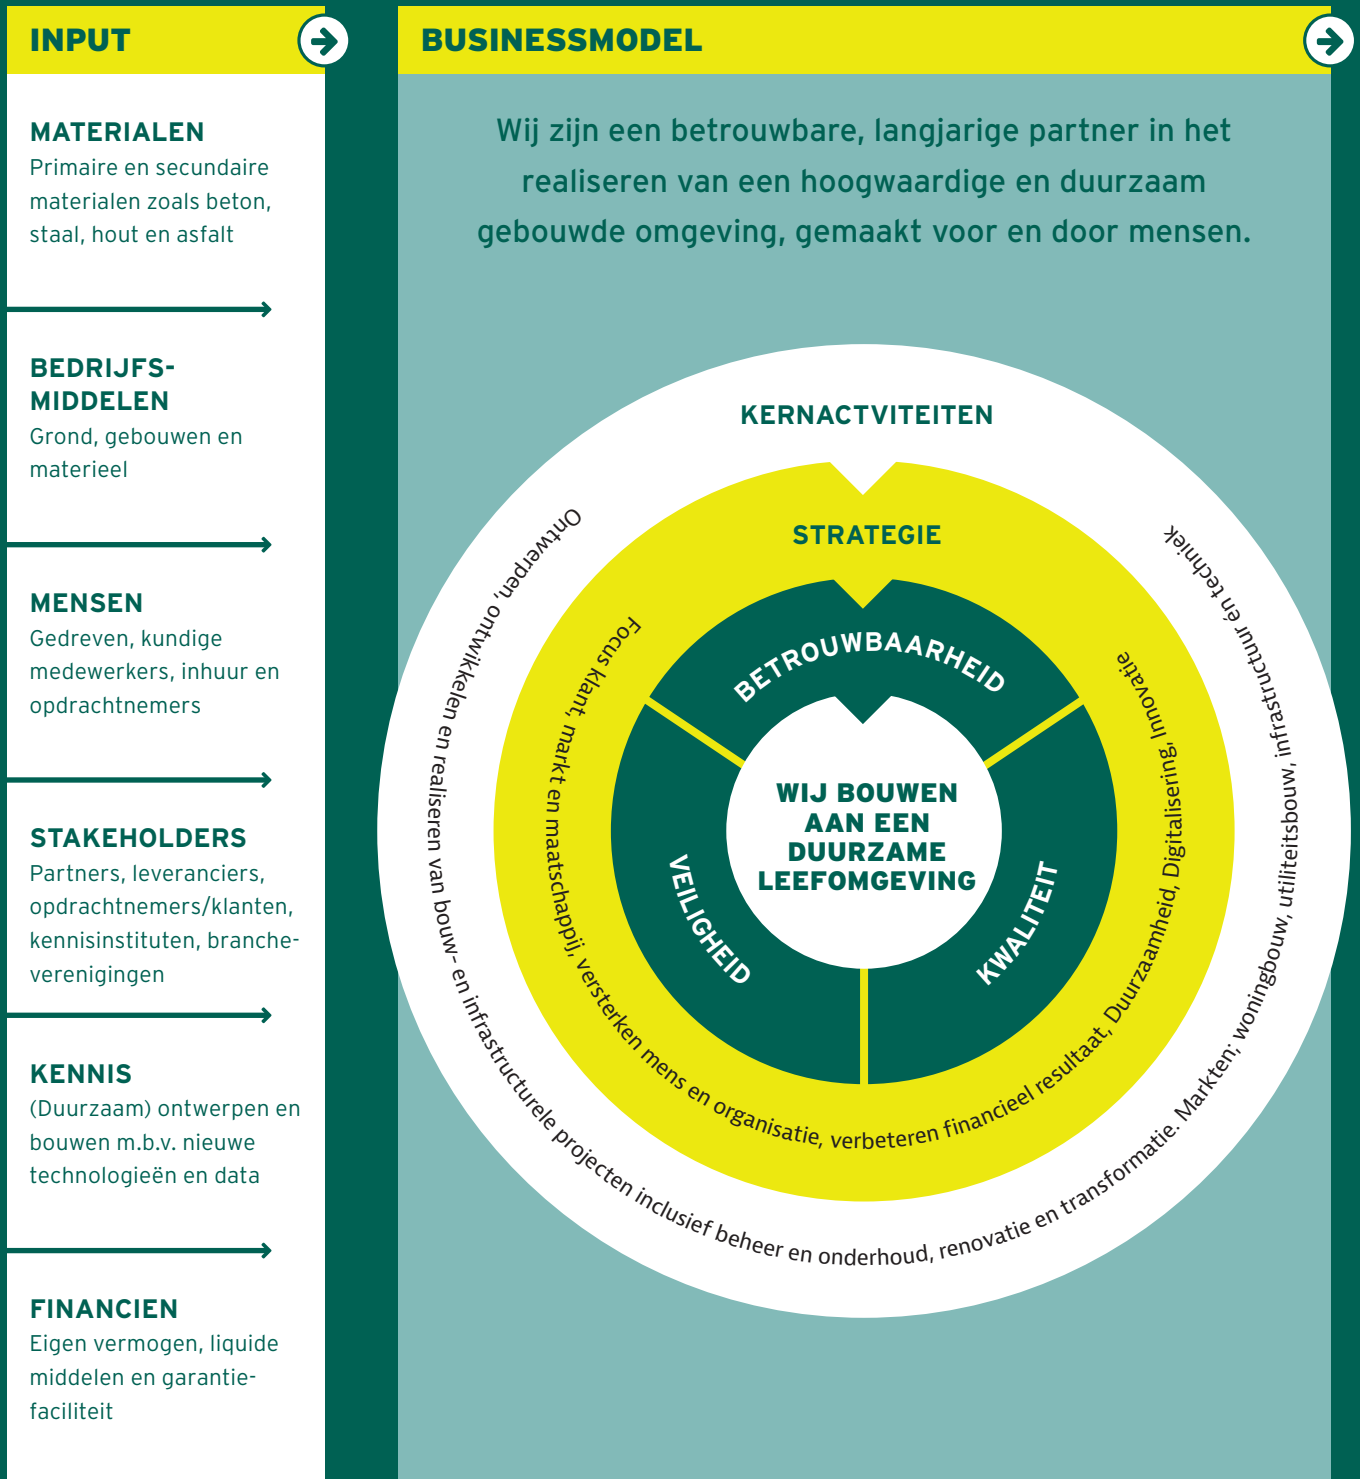 INPUT
MATERIALEN
Primaire en secundaire
materialen zoals beton,
staal, hout en asfalt
BEDRIJFS-
MIDDELEN
Grond, gebouwen en
materieel
MENSEN
Gedreven, kundige
medewerkers, inhuur en
opdrachtnemers
STAKEHOLDERS
Partners, leveranciers,
opdrachtnemers/klanten,
kennisinstituten, branche-
verenigingen
KENNIS
(Duurzaam) ontwerpen en
bouwen m.b.v. nieuwe
technologieën en data
FINANCIEN
Eigen vermogen, liquide
middelen en garantie-
faciliteit
BUSINESSMODEL
Wij zijn een betrouwbare, langjarige partner in het
realiseren van een hoogwaardige en duurzaam
gebouwde omgeving, gemaakt voor en door mensen.
KERNACTVITEITEN
Ontwerpen, ontwikkelen en realiseren van bouw- en infrastructurele projecten inclusief beheer en onderhoud, renovatie en transformatie. Markten; woningbouw, utiliteitsbouw, infrastructuur én techniek
STRATEGIE
Focus klant, markt en maatschappij, versterken mens en organisatie, verbeteren financieel resultaat, Duurzaamheid, Digitalisering, Innovatie
BETROUWBAARHEID
VEILIGHEID
KWALITEIT
WIJ BOUWEN
AAN EEN
DUURZAME
LEEFOMGEVING